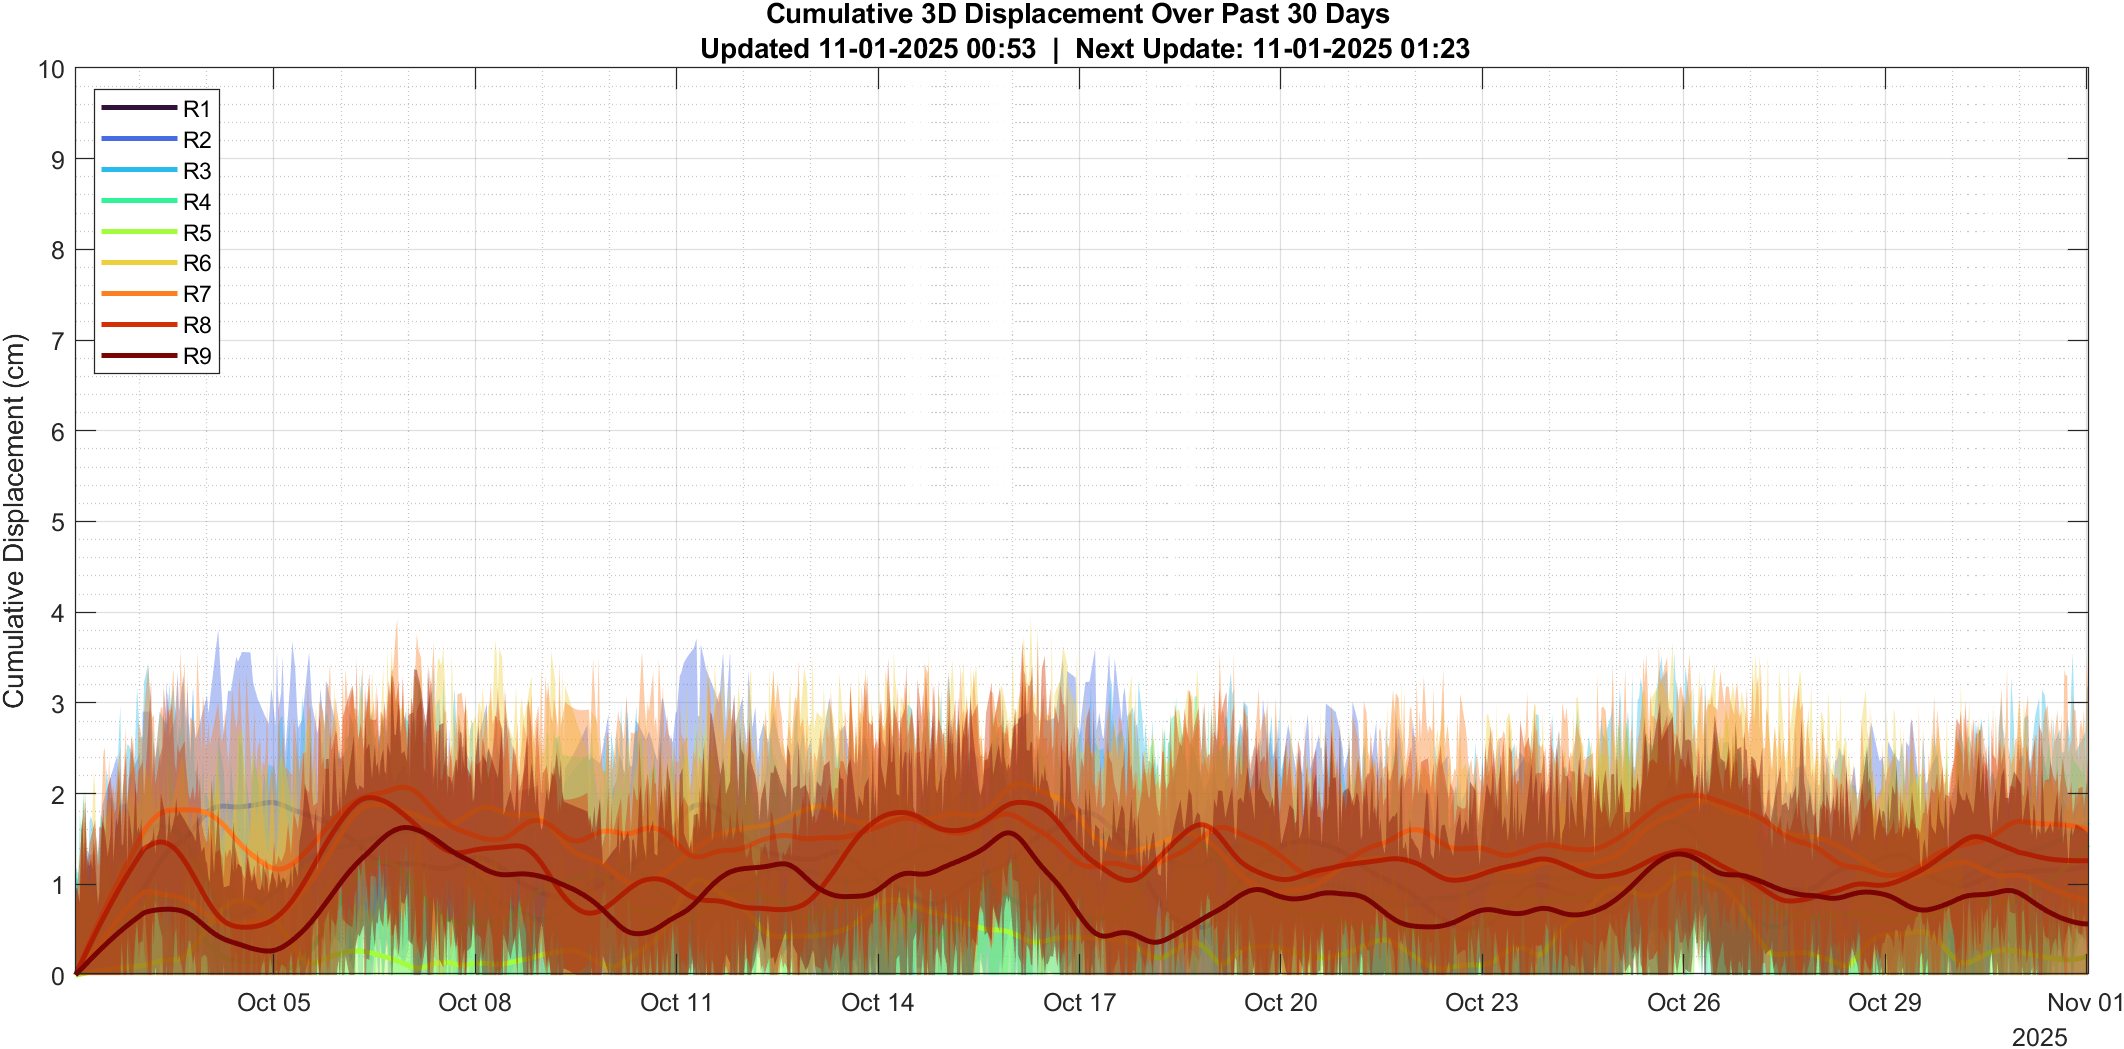 Cumulative 3D Displacement Over Past 30 Days
Updated 11-01-2025 00:53 | Next Update: 11-01-2025 01:23
10
9
8
7
6
5
4
3
2
1
0
Cumulative Displacement (cm)
R1
R2
R3
R4
R5
R6
R7
R8
R9
Oct 05 Oct 08 Oct 11 Oct 14 Oct 17 Oct 20 Oct 23 Oct 26 Oct 29 Nov 01
2025